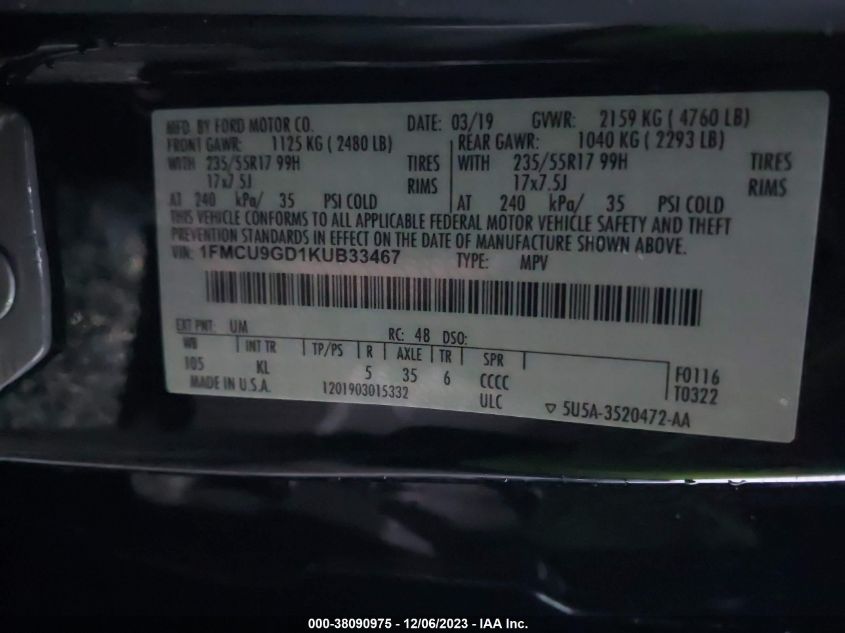 MFD. BY FORD MOTOR CO. DATE: 03/19 GVWR: 2159 KG ( 4760 LB)
FRONT GAWR: 1125 KG ( 2480 LB) REAR GAWR: 1040 KG ( 2293 LB)
WITH 235/55R17 99H TIRES WITH 235/55R17 99H TIRES
17x7.5J RIMS 17x7.5J RIMS
AT 240 kPa/ 35 PSI COLD AT 240 kPa/ 35 PSI COLD
THIS VEHICLE CONFORMS TO ALL APPLICABLE FEDERAL MOTOR VEHICLE SAFETY AND THEFT
PREVENTION STANDARDS IN EFFECT ON THE DATE OF MANUFACTURE SHOWN ABOVE.
VIN: 1FMCU9GD1KUB33467 TYPE: MPV
EXT PNT: UM RC: 48 DSO:
WB INT TR TP/PS R AXLE TR SPR
105 KL 5 35 6 CCCC F0116
MADE IN U.S.A. 1201903015332 ULC T0322
5U5A-3520472-AA
000-38090975 - 12/06/2023 - IAA Inc.